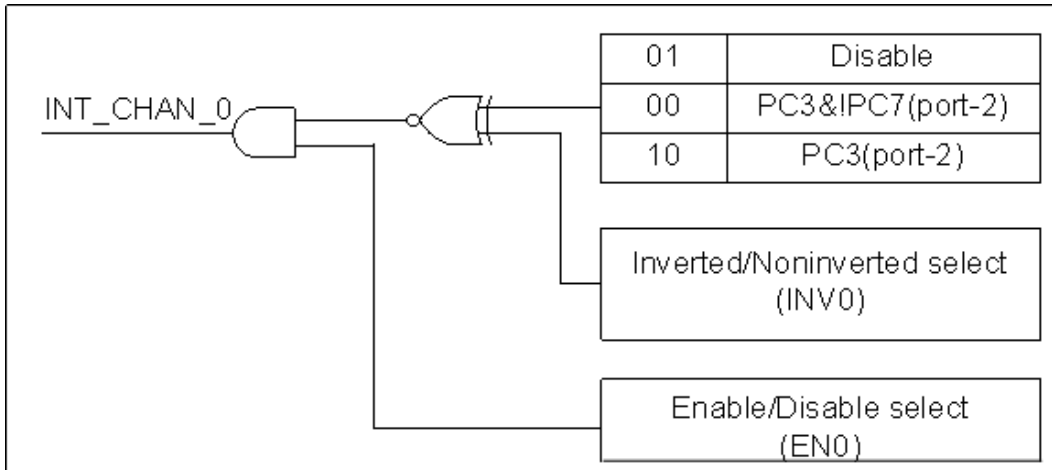 INT_CHAN_0
01 Disable
00 PC3&!PC7(port-2)
10 PC3(port-2)
Inverted/Noninverted select
(INV0)
Enable/Disable select
(EN0)